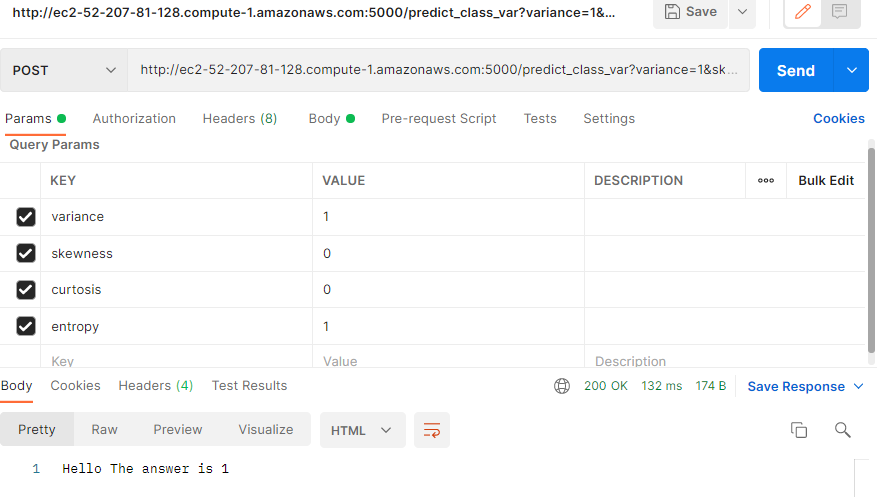 http://ec2-52-207-81-128.compute-1.amazonaws.com:5000/predict_class_var?variance=1&... Save
POST http://ec2-52-207-81-128.compute-1.amazonaws.com:5000/predict_class_var?variance=1&sk... Send
Params Authorization Headers (8) Body Pre-request Script Tests Settings Cookies
Query Params
KEY VALUE DESCRIPTION ooo Bulk Edit
variance 1
skewness 0
curtosis 0
entropy 1
Key Value Description
Body Cookies Headers (4) Test Results 200 OK 132 ms 174 B Save Response
Pretty Raw Preview Visualize HTML
1 Hello The answer is 1